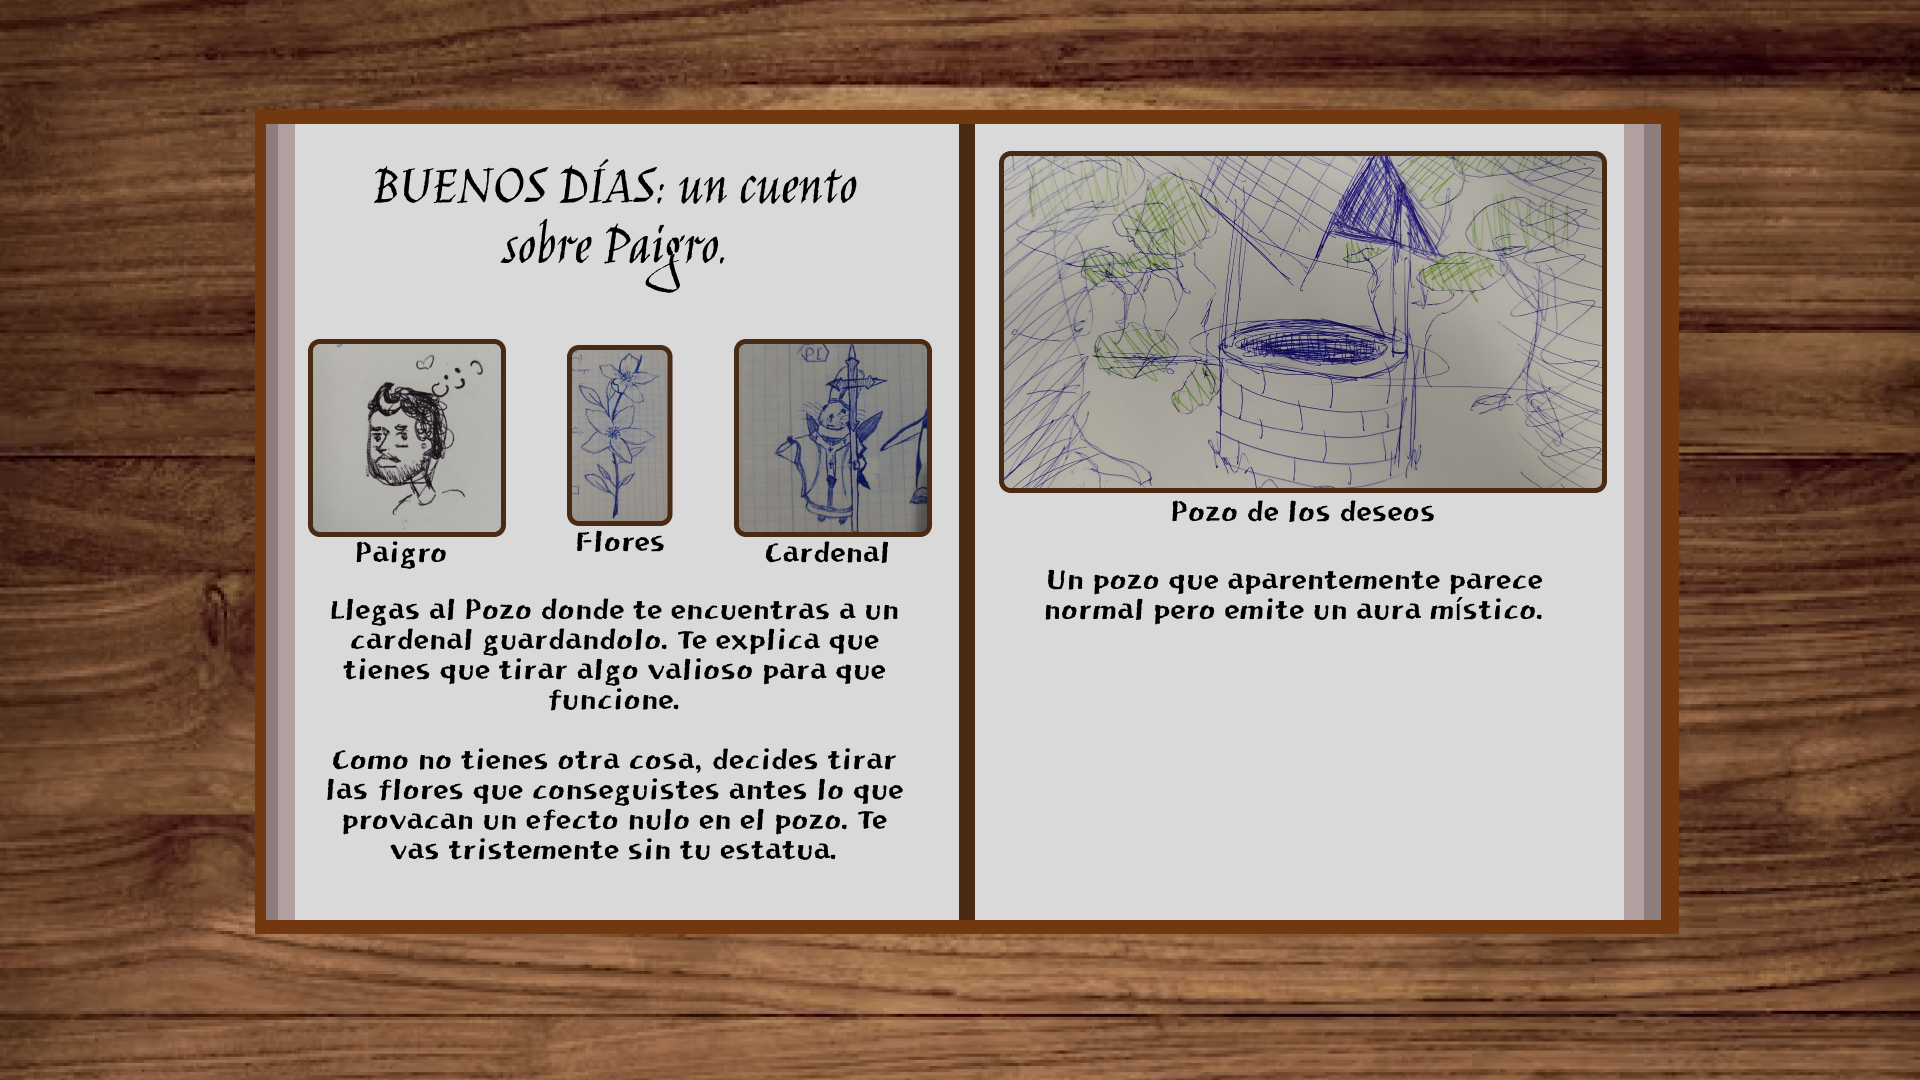 BUENOS DÍAS: un cuento
sobre Paigro.
Paigro
Flores
Cardenal
Llegas al Pozo donde te encuentras a un
cardenal guardandolo. Te explica que
tienes que tirar algo valioso para que
funcione.
Como no tienes otra cosa, decides tirar
las flores que conseguistes antes lo que
provacan un efecto nulo en el pozo. Te
vas tristemente sin tu estatua.
Pozo de los deseos
Un pozo que aparentemente parece
normal pero emite un aura místico.